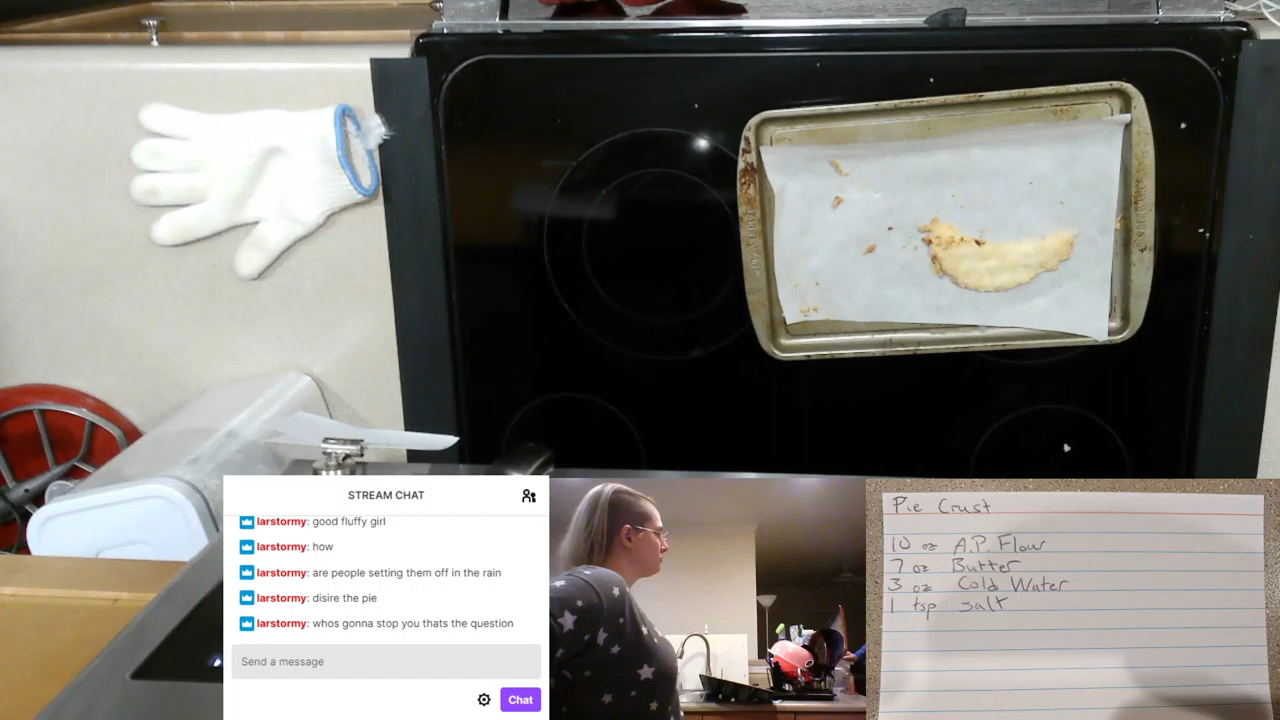 STREAM CHAT
larstormy: good fluffy girl
larstormy: how
larstormy: are people setting them off in the rain
larstormy: disire the pie
larstormy: whos gonna stop you thats the question
Send a message
Chat
Pie Crust
10 oz A.P. Flour
7 oz Butter
3 oz Cold Water
1 tsp salt